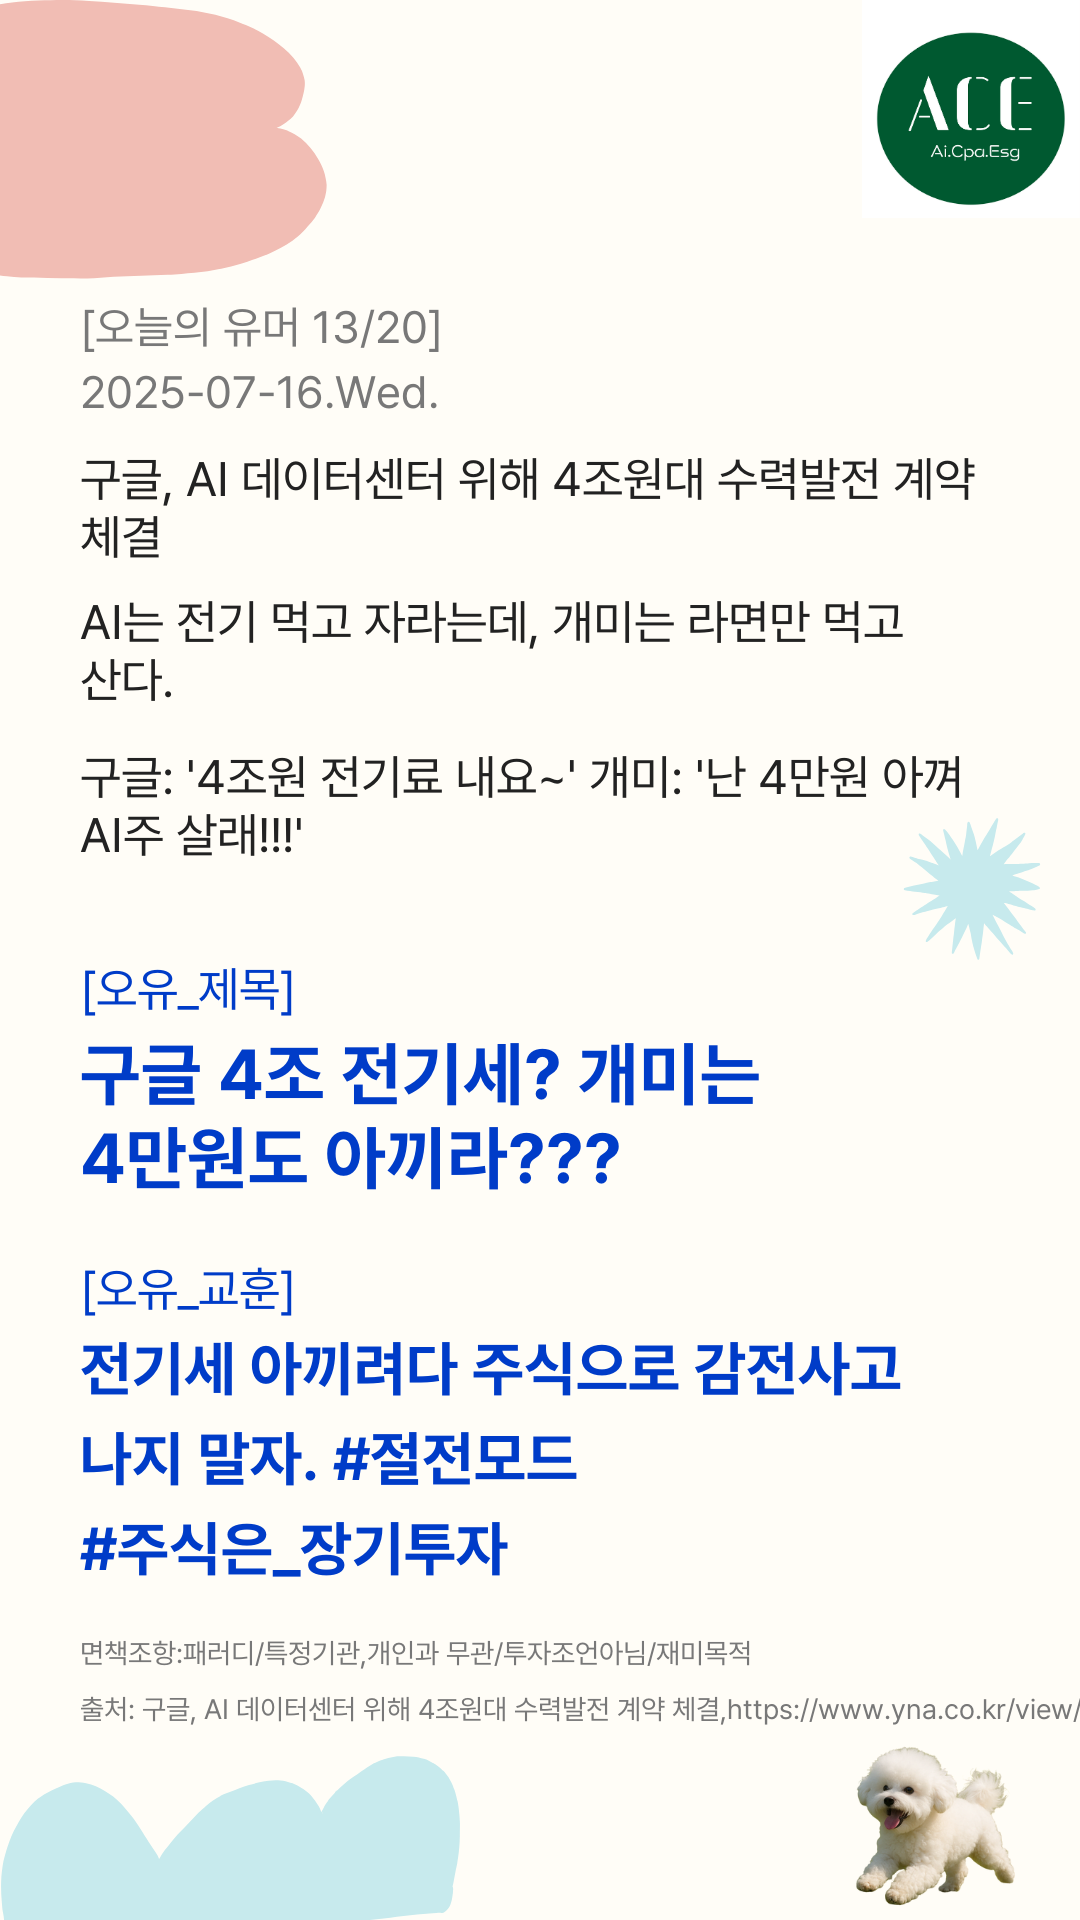 ACE
Ai.Cpa.Esg
[오늘의 유머 13/20]
2025-07-16.Wed.
구글, AI 데이터센터 위해 4조원대 수력발전 계약
체결
AI는 전기 먹고 자라는데, 개미는 라면만 먹고
산다.
구글: '4조원 전기료 내요~' 개미: '난 4만원 아껴
AI주 살래!!!'
[오유_제목]
구글 4조 전기세? 개미는
4만원도 아끼라???
[오유_교훈]
전기세 아끼려다 주식으로 감전사고
나지 말자. #절전모드
#주식은_장기투자
면책조항:패러디/특정기관,개인과 무관/투자조언아님/재미목적
출처: 구글, AI 데이터센터 위해 4조원대 수력발전 계약 체결,https://www.yna.co.kr/view/